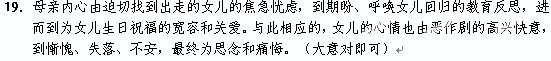 19. 母亲内心由迫切找到出走的女儿的焦急忧虑，到期盼、呼唤女儿回归的教育反思，进
而到为女儿生日祝福的宽容和关爱。与此相应的，女儿的心情也由恶作剧的高兴快意，
到惭愧、失落、不安，最终为思念和痛悔。（大意对即可）↵